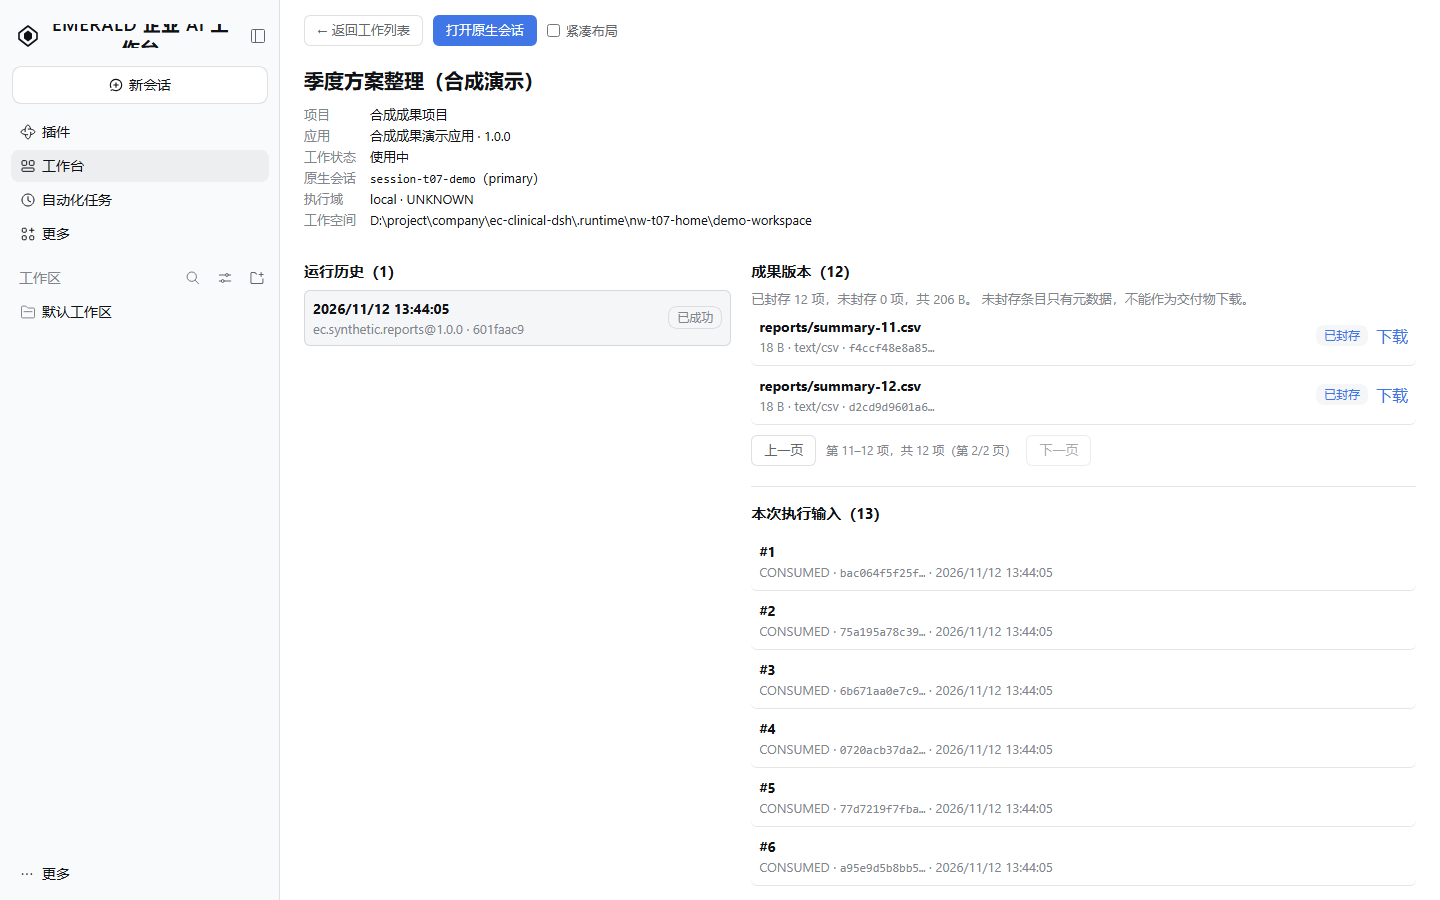 EMERALD 企业 AI 工
作台
新会话
插件
工作台
自动化任务
更多
工作区
默认工作区
更多
← 返回工作列表
打开原生会话
紧凑布局
季度方案整理（合成演示）
项目 合成成果项目
应用 合成成果演示应用 · 1.0.0
工作状态 使用中
原生会话 session-t07-demo（primary）
执行域 local · UNKNOWN
工作空间 D:\project\company\ec-clinical-dsh\.runtime\nw-t07-home\demo-workspace
运行历史（1）
2026/11/12 13:44:05
ec.synthetic.reports@1.0.0 · 601faac9
已成功
成果版本（12）
已封存 12 项，未封存 0 项，共 206 B。 未封存条目只有元数据，不能作为交付物下载。
reports/summary-11.csv
18 B · text/csv · f4ccf48e8a85…
已封存 下载
reports/summary-12.csv
18 B · text/csv · d2cd9d9601a6…
已封存 下载
上一页 第 11–12 项，共 12 项（第 2/2 页） 下一页
本次执行输入（13）
#1
CONSUMED · bac064f5f25f… · 2026/11/12 13:44:05
#2
CONSUMED · 75a195a78c39… · 2026/11/12 13:44:05
#3
CONSUMED · 6b671aa0e7c9… · 2026/11/12 13:44:05
#4
CONSUMED · 0720acb37da2… · 2026/11/12 13:44:05
#5
CONSUMED · 77d7219f7fba… · 2026/11/12 13:44:05
#6
CONSUMED · a95e9d5b8bb5… · 2026/11/12 13:44:05